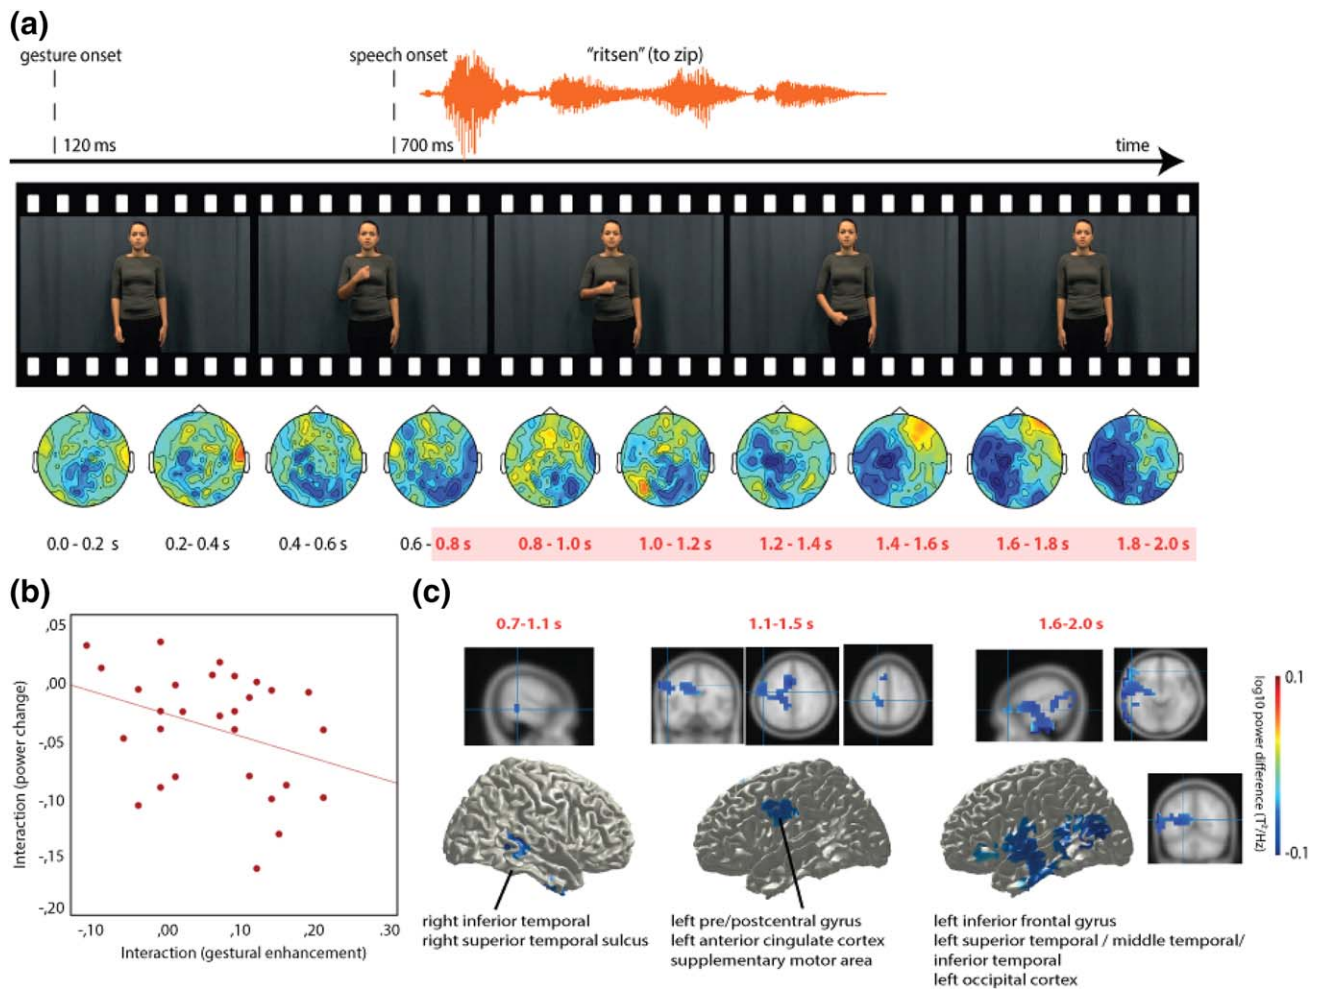 (a)
gesture onset
speech onset
"ritsen" (to zip)
120 ms
700 ms
time
0.0 - 0.2 s
0.2- 0.4 s
0.4 - 0.6 s
0.6 - 0.8 s
0.8 - 1.0 s
1.0 - 1.2 s
1.2 - 1.4 s
1.4 - 1.6 s
1.6 - 1.8 s
1.8 - 2.0 s
(b)
Interaction (power change)
,05
,00
-,05
-,10
-,15
-,20
-,10
,00
,10
,20
.30
Interaction (gestural enhancement)
(c)
0.7-1.1 s
1.1-1.5 s
1.6-2.0 s
right inferior temporal
right superior temporal sulcus
left pre/postcentral gyrus
left anterior cingulate cortex
supplementary motor area
left inferior frontal gyrus
left superior temporal / middle temporal/
inferior temporal
left occipital cortex
0.1
-0.1
log10 power difference (T²/Hz)